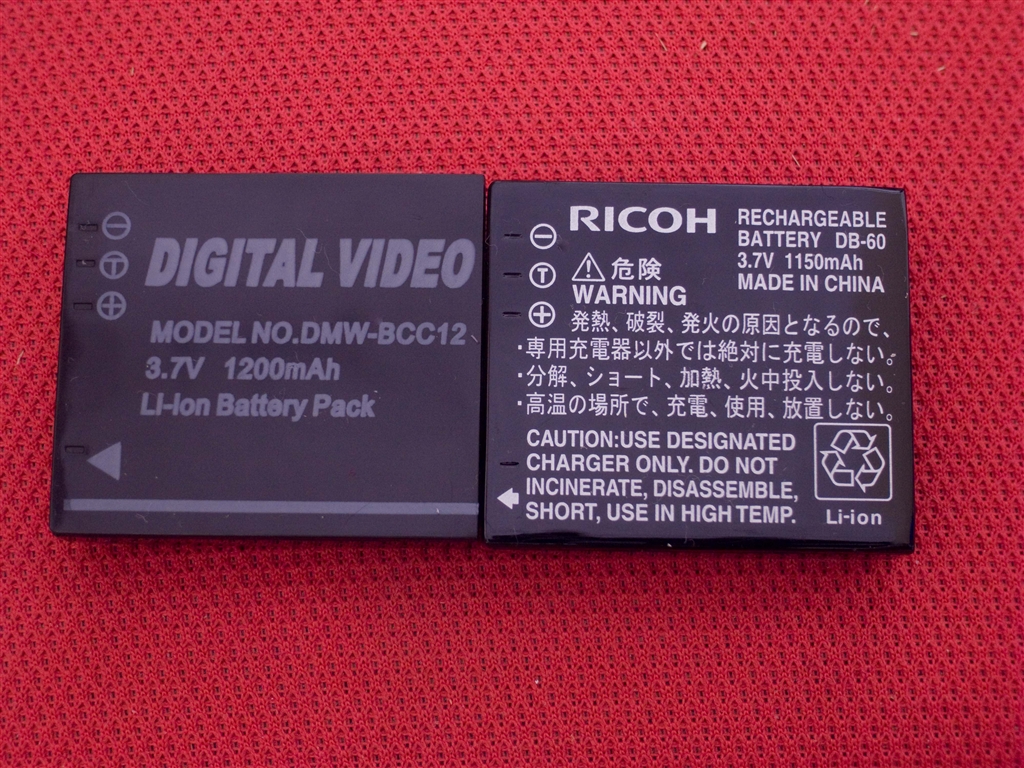 DIGITAL VIDEO
MODEL NO.DMW-BCC12
3.7V 1200mAh
Li-ion Battery Pack
T
RICOH
RECHARGEABLE
BATTERY DB-60
3.7V 1150mAh
MADE IN CHINA
T
危険
WARNING
発熱、破裂、発火の原因となるので、
・専用充電器以外では絶対に充電しない。
・分解、ショート、加熱、火中投入しない。
・高温の場所で、充電、使用、放置しない。
CAUTION:USE DESIGNATED
CHARGER ONLY. DO NOT
INCINERATE, DISASSEMBLE,
SHORT, USE IN HIGH TEMP.
Li-ion